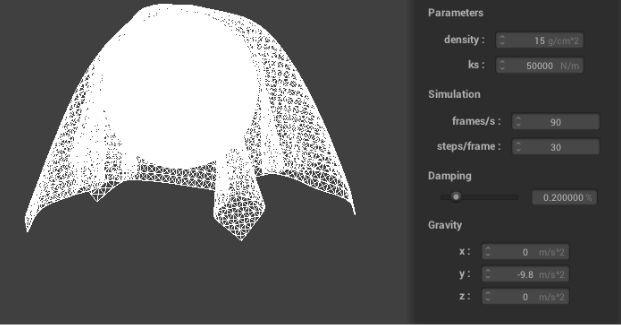 Parameters
density : 15 g/cm^2
ks : 50000 N/m
Simulation
frames/s : 90
steps/frame : 30
Damping
0.200000 %
Gravity
x : 0 m/s^2
y : -9.8 m/s^2
z : 0 m/s^2